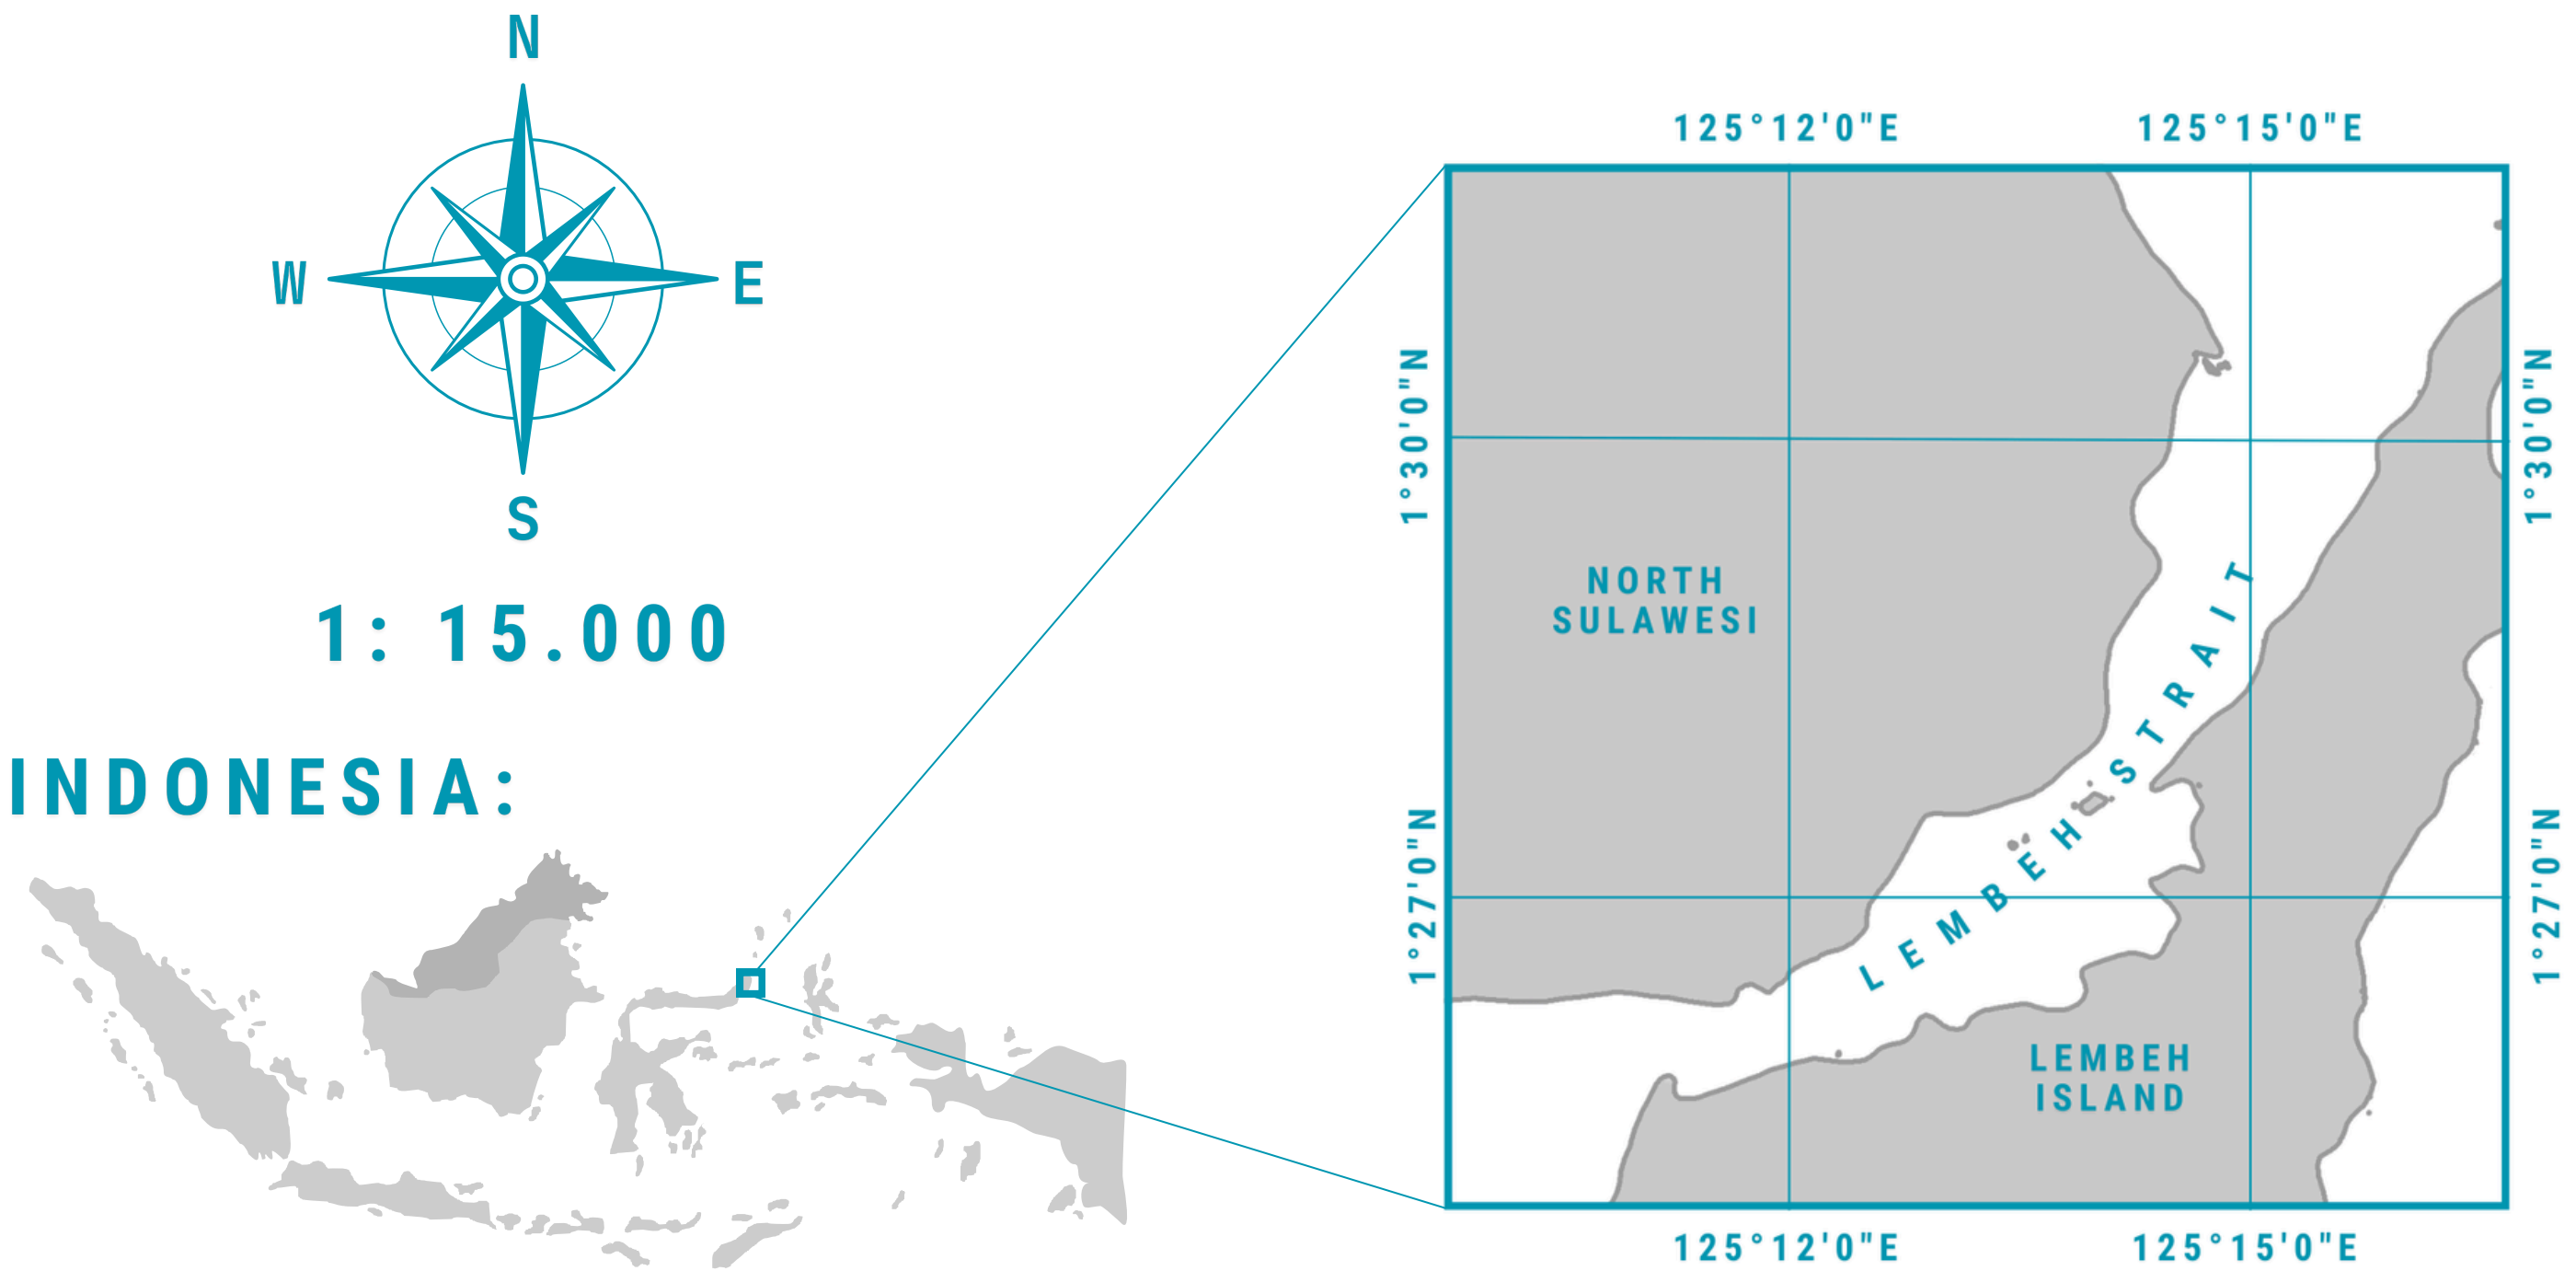 N
W
E
S
1: 15.000
INDONESIA:
125°12'0"E
125°15'0"E
1°30'0"N
1°30'0"N
NORTH
SULAWESI
LEMBEH STRAIT
1°27'0"N
1°27'0"N
LEMBEH
ISLAND
125°12'0"E
125°15'0"E